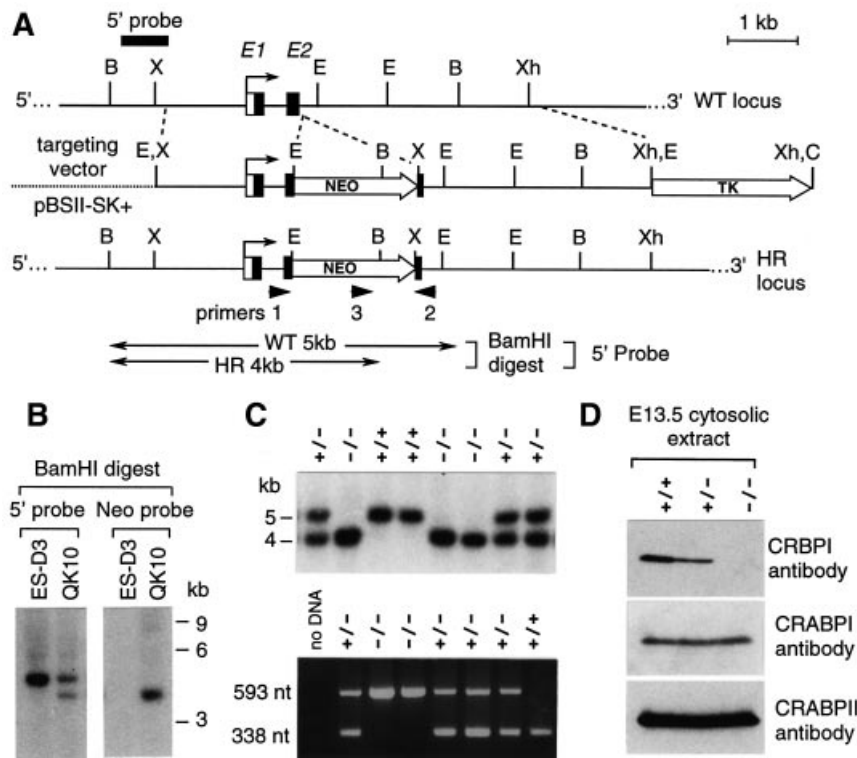 A
5' probe
E1 E2
1 kb
B X E E B Xh
5'... ...3' WT locus
targeting vector
E,X E B X E E B Xh,E Xh,C
NEO TK
pBSII-SK+
B X E B X E E B Xh
5'... NEO ...3' HR locus
primers 1 3 2
WT 5kb
HR 4kb
BamHI digest
5' Probe
B
BamHI digest
5' probe Neo probe
ES-D3 QK10 ES-D3 QK10
kb
9
6
3
C
+/- -/- +/+ +/+ -/- -/- +/- +/-
kb
5
4
no DNA +/- -/- -/- +/- +/- +/- +/+
593 nt
338 nt
D
E13.5 cytosolic
extract
+/+ +/- -/-
CRBPI
antibody
CRABPI
antibody
CRABPII
antibody